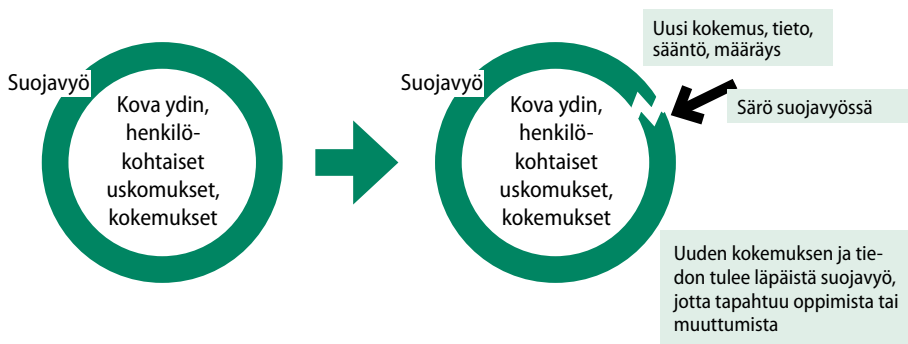 Suojavyö
Kova ydin,
henkilö-
kohtaiset
uskomukset,
kokemukset
Suojavyö
Kova ydin,
henkilö-
kohtaiset
uskomukset,
kokemukset
Uusi kokemus, tieto,
sääntö, määräys
Särö suojavyössä
Uuden kokemuksen ja tie-
don tulee läpäistä suojavyö,
jotta tapahtuu oppimista tai
muuttumista